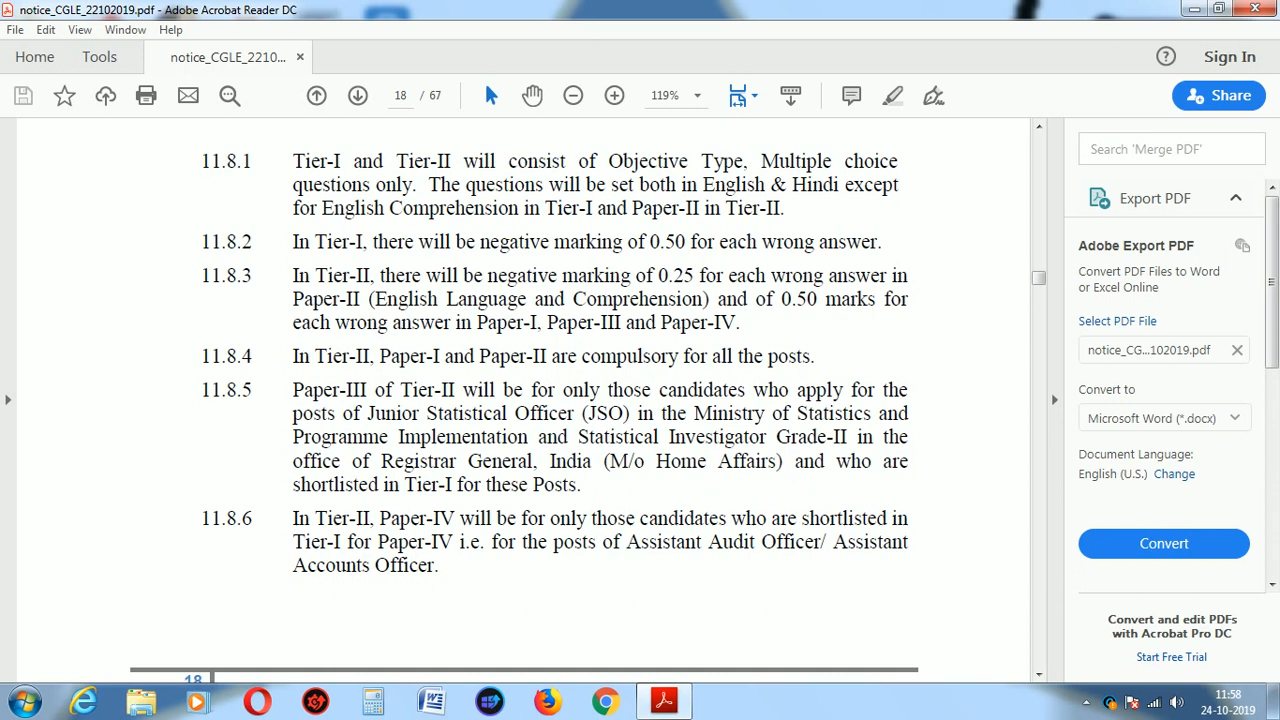 notice_CGLE_22102019.pdf - Adobe Acrobat Reader DC
File Edit View Window Help
Home Tools notice_CGLE_2210... ×
Sign In
18 / 67 119% Share
11.8.1 Tier-I and Tier-II will consist of Objective Type, Multiple choice
questions only. The questions will be set both in English & Hindi except
for English Comprehension in Tier-I and Paper-II in Tier-II.
11.8.2 In Tier-I, there will be negative marking of 0.50 for each wrong answer.
11.8.3 In Tier-II, there will be negative marking of 0.25 for each wrong answer in
Paper-II (English Language and Comprehension) and of 0.50 marks for
each wrong answer in Paper-I, Paper-III and Paper-IV.
11.8.4 In Tier-II, Paper-I and Paper-II are compulsory for all the posts.
11.8.5 Paper-III of Tier-II will be for only those candidates who apply for the
posts of Junior Statistical Officer (JSO) in the Ministry of Statistics and
Programme Implementation and Statistical Investigator Grade-II in the
office of Registrar General, India (M/o Home Affairs) and who are
shortlisted in Tier-I for these Posts.
11.8.6 In Tier-II, Paper-IV will be for only those candidates who are shortlisted in
Tier-I for Paper-IV i.e. for the posts of Assistant Audit Officer/ Assistant
Accounts Officer.
18
Search 'Merge PDF'
Export PDF
Adobe Export PDF
Convert PDF Files to Word
or Excel Online
Select PDF File
notice_CG...102019.pdf
Convert to
Microsoft Word (*.docx)
Document Language:
English (U.S.) Change
Convert
Convert and edit PDFs
with Acrobat Pro DC
Start Free Trial
11:58
24-10-2019